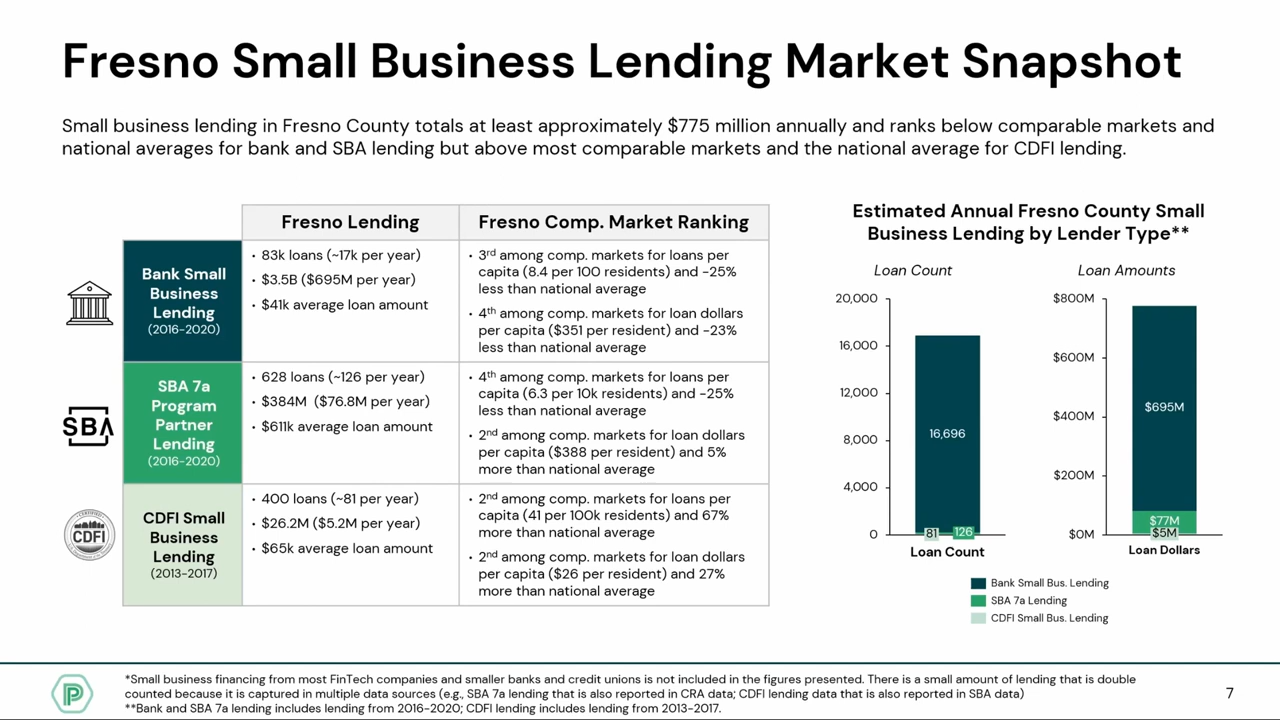 Fresno Small Business Lending Market Snapshot
Small business lending in Fresno County totals at least approximately $775 million annually and ranks below comparable markets and
national averages for bank and SBA lending but above most comparable markets and the national average for CDFI lending.
Fresno Lending
Fresno Comp. Market Ranking
Bank Small
Business
Lending
(2016-2020)
• 83k loans (~17k per year)
• $3.5B ($695M per year)
• $41k average loan amount
• 3rd among comp. markets for loans per
capita (8.4 per 100 residents) and -25%
less than national average
• 4th among comp. markets for loan dollars
per capita ($351 per resident) and -23%
less than national average
SBA
SBA 7a
Program
Partner
Lending
(2016-2020)
• 628 loans (~126 per year)
• $384M ($76.8M per year)
• $611k average loan amount
• 4th among comp. markets for loans per
capita (6.3 per 10k residents) and -25%
less than national average
• 2nd among comp. markets for loan dollars
per capita ($388 per resident) and 5%
more than national average
CDFI
CDFI Small
Business
Lending
(2013-2017)
• 400 loans (~81 per year)
• $26.2M ($5.2M per year)
• $65k average loan amount
• 2nd among comp. markets for loans per
capita (41 per 100k residents) and 67%
more than national average
• 2nd among comp. markets for loan dollars
per capita ($26 per resident) and 27%
more than national average
Estimated Annual Fresno County Small
Business Lending by Lender Type**
Loan Count
20,000
16,000
12,000
8,000
4,000
0
16,696
81
126
Loan Count
Loan Amounts
$800M
$600M
$400M
$200M
$0M
$695M
$77M
$5M
Loan Dollars
Bank Small Bus. Lending
SBA 7a Lending
CDFI Small Bus. Lending
P
*Small business financing from most FinTech companies and smaller banks and credit unions is not included in the figures presented. There is a small amount of lending that is double
counted because it is captured in multiple data sources (e.g., SBA 7a lending that is also reported in CRA data; CDFI lending data that is also reported in SBA data)
**Bank and SBA 7a lending includes lending from 2016-2020; CDFI lending includes lending from 2013-2017.
7